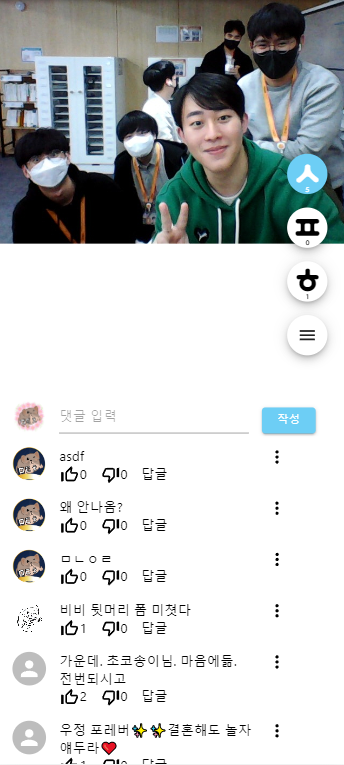 ㅅ
5
ㅍ
0
ㅎ
1
댓글 입력
작성
asdf
0 0 답글
왜 안나옴?
0 0 답글
ㅁㄴㅇㄹ
0 0 답글
비비 뒷머리 폼 미쳣다
1 0 답글
가운데. 초코송이님. 마음에듦.
전번되시고
2 0 답글
우정 포레버✨✨결혼해도 놀자
얘두라❤️
1 0 답글